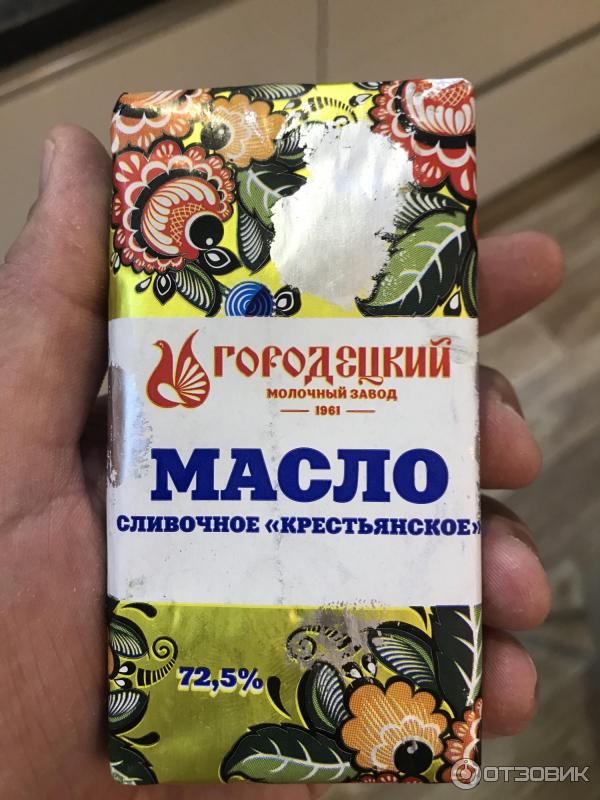 ГОРОДЕЦКИЙ
МОЛОЧНЫЙ ЗАВОД
1961
МАСЛО
СЛИВОЧНОЕ «КРЕСТЬЯНСКОЕ»
72,5%
ОТЗОВИК